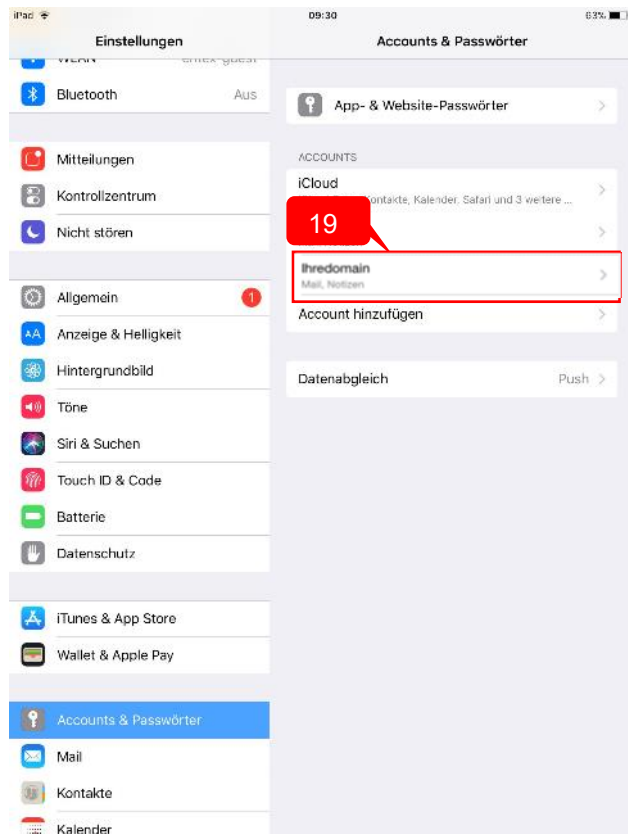 iPad 09:30 63%
Einstellungen
Accounts & Passwörter
WLAN
Bluetooth Aus
App- & Website-Passwörter
Mitteilungen
ACCOUNTS
iCloud
Kontakte, Kalender, Safari und 3 weitere ...
Kontrollzentrum
Nicht stören
19
Ihredomain
Mail, Notizen
Allgemein 1
Account hinzufügen
Anzeige & Helligkeit
Hintergrundbild
Datenabgleich Push
Töne
Siri & Suchen
Touch ID & Code
Batterie
Datenschutz
iTunes & App Store
Wallet & Apple Pay
Accounts & Passwörter
Mail
Kontakte
Kalender